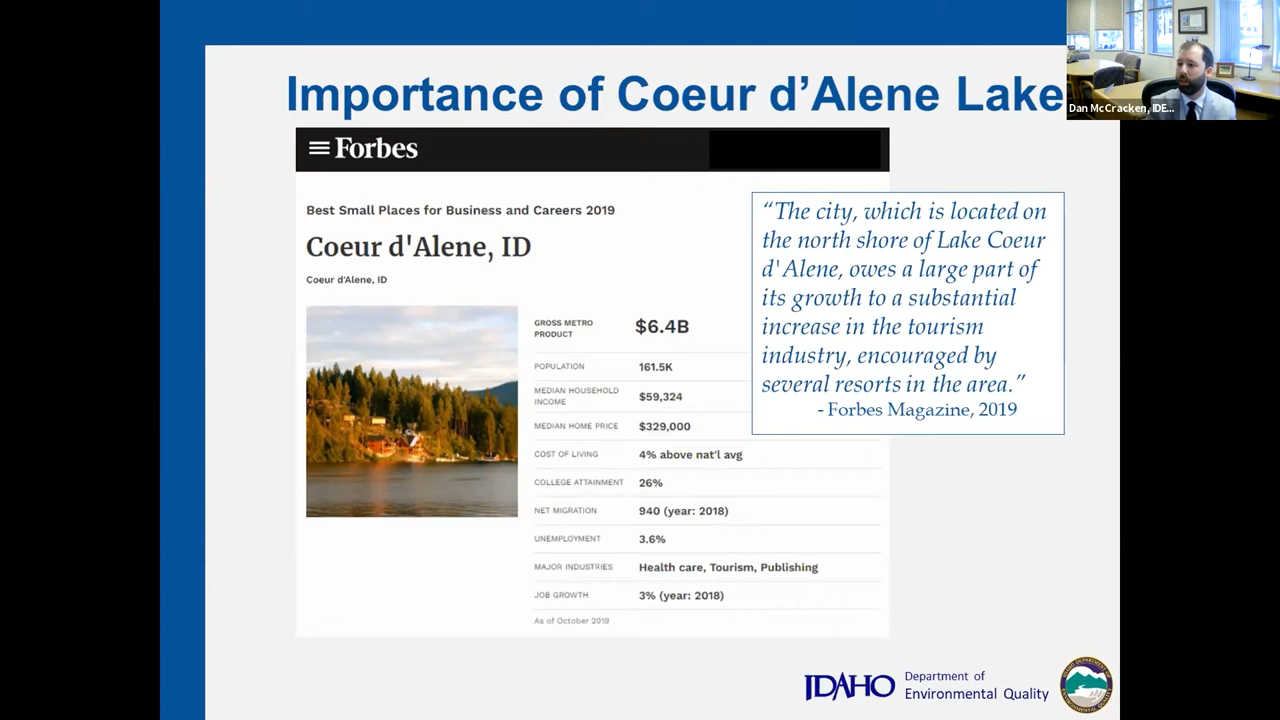 Importance of Coeur d’Alene Lake
Dan McCracken, IDE...
Forbes
Best Small Places for Business and Careers 2019
Coeur d'Alene, ID
Coeur d'Alene, ID
GROSS METRO
PRODUCT
$6.4B
POPULATION
161.5K
MEDIAN HOUSEHOLD
INCOME
$59,324
MEDIAN HOME PRICE
$329,000
COST OF LIVING
4% above nat'l avg
COLLEGE ATTAINMENT
26%
NET MIGRATION
940 (year: 2018)
UNEMPLOYMENT
3.6%
MAJOR INDUSTRIES
Health care, Tourism, Publishing
JOB GROWTH
3% (year: 2018)
As of October 2019
“The city, which is located on
the north shore of Lake Coeur
d'Alene, owes a large part of
its growth to a substantial
increase in the tourism
industry, encouraged by
several resorts in the area.”
- Forbes Magazine, 2019
IDAHO
Department of
Environmental Quality
IDAHO DEPARTMENT OF
ENVIRONMENTAL QUALITY